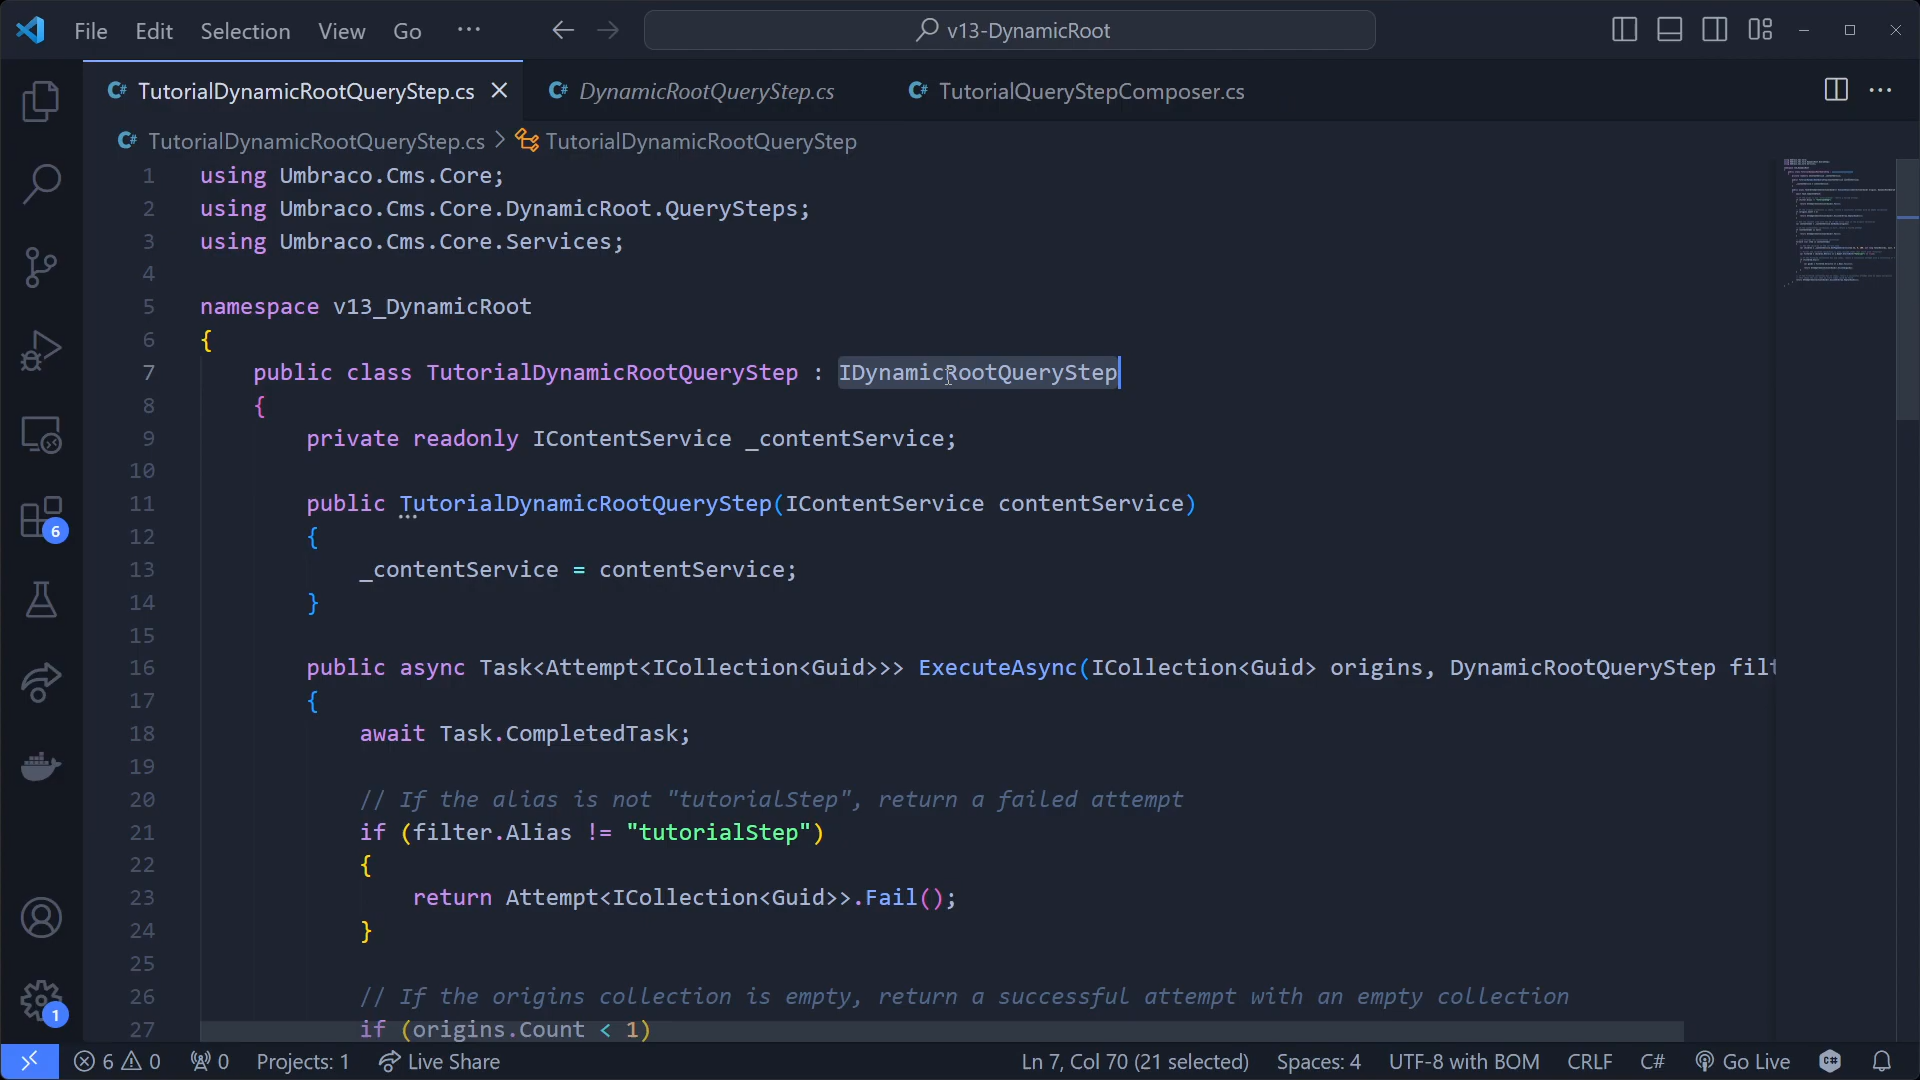 File Edit Selection View Go ··· v13-DynamicRoot
TutorialDynamicRootQueryStep.cs DynamicRootQueryStep.cs TutorialQueryStepComposer.cs
TutorialDynamicRootQueryStep.cs > TutorialDynamicRootQueryStep
1 using Umbraco.Cms.Core;
2 using Umbraco.Cms.Core.DynamicRoot.QuerySteps;
3 using Umbraco.Cms.Core.Services;
4
5 namespace v13_DynamicRoot
6 {
7 public class TutorialDynamicRootQueryStep : IDynamicRootQueryStep
8 {
9 private readonly IContentService _contentService;
10
11 public TutorialDynamicRootQueryStep(IContentService contentService)
12 {
13 _contentService = contentService;
14 }
15
16 public async Task<Attempt<ICollection<Guid>>> ExecuteAsync(ICollection<Guid> origins, DynamicRootQueryStep filt
17 {
18 await Task.CompletedTask;
19
20 // If the alias is not "tutorialStep", return a failed attempt
21 if (filter.Alias != "tutorialStep")
22 {
23 return Attempt<ICollection<Guid>>.Fail();
24 }
25
26 // If the origins collection is empty, return a successful attempt with an empty collection
27 if (origins.Count < 1)
6
1
6 0 0 Projects: 1 Live Share Ln 7, Col 70 (21 selected) Spaces: 4 UTF-8 with BOM CRLF C# Go Live